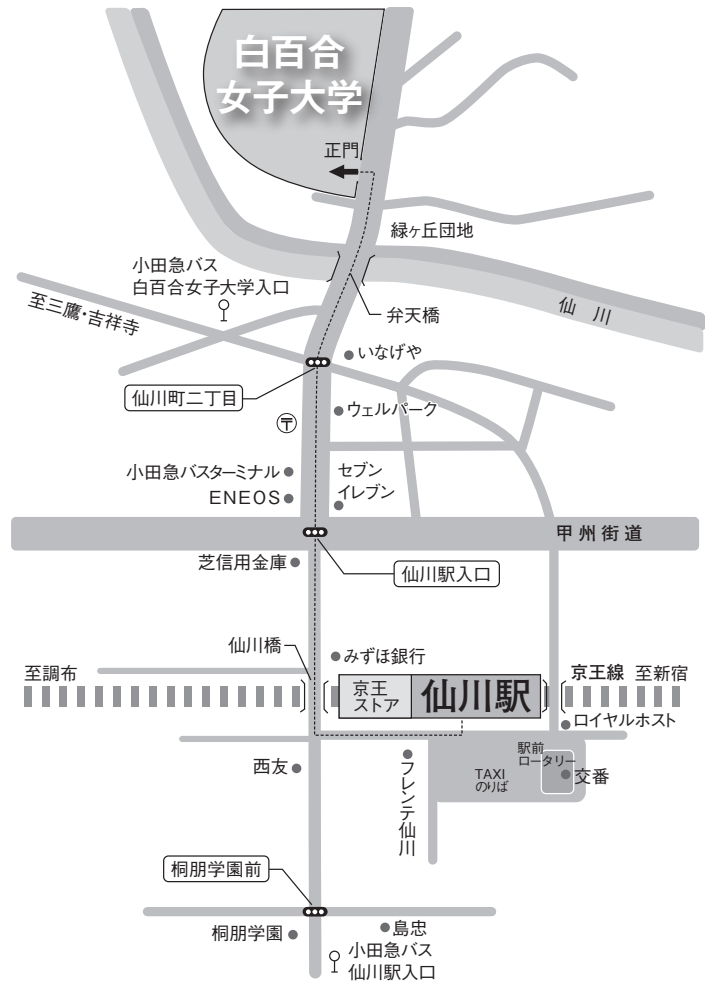 白百合
女子大学
正門
緑ヶ丘団地
小田急バス
白百合女子大学入口
至三鷹・吉祥寺
仙川
弁天橋
いなげや
仙川町二丁目
ウェルパーク
〒
小田急バスターミナル
セブン
イレブン
ENEOS
甲州街道
芝信用金庫
仙川駅入口
仙川橋
みずほ銀行
至調布
京王
ストア
仙川駅
京王線 至新宿
ロイヤルホスト
西友
フレンテ仙川
駅前
ロータリー
TAXI
のりば
交番
桐朋学園前
桐朋学園
島忠
小田急バス
仙川駅入口